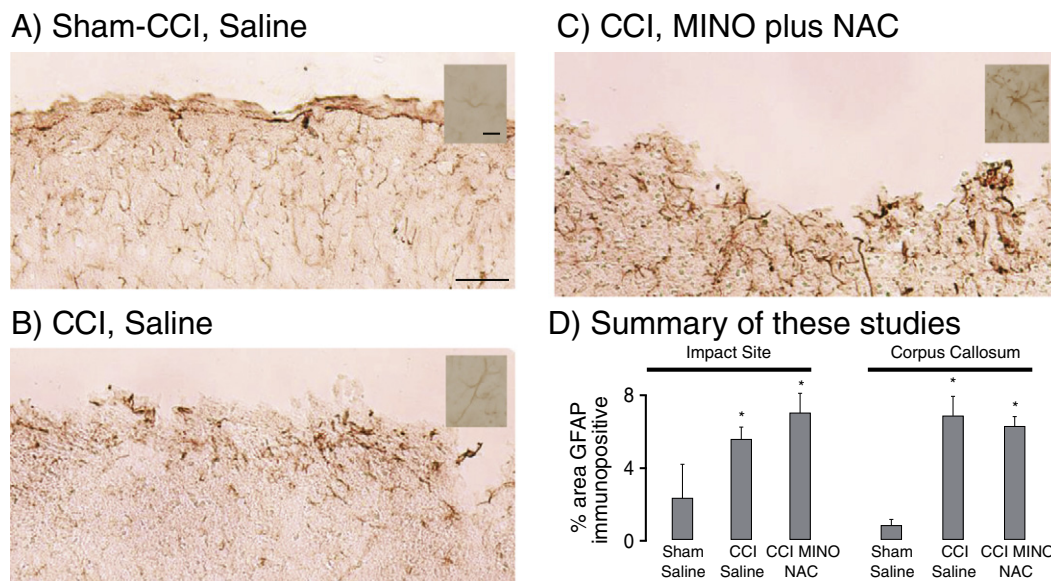 A) Sham-CCI, Saline
B) CCI, Saline
C) CCI, MINO plus NAC
D) Summary of these studies
Impact Site
Corpus Callosum
% area GFAP
immunopositive
8
4
0
*
*
*
*
Sham
Saline
CCI
Saline
CCI MINO
NAC
Sham
Saline
CCI
Saline
CCI MINO
NAC